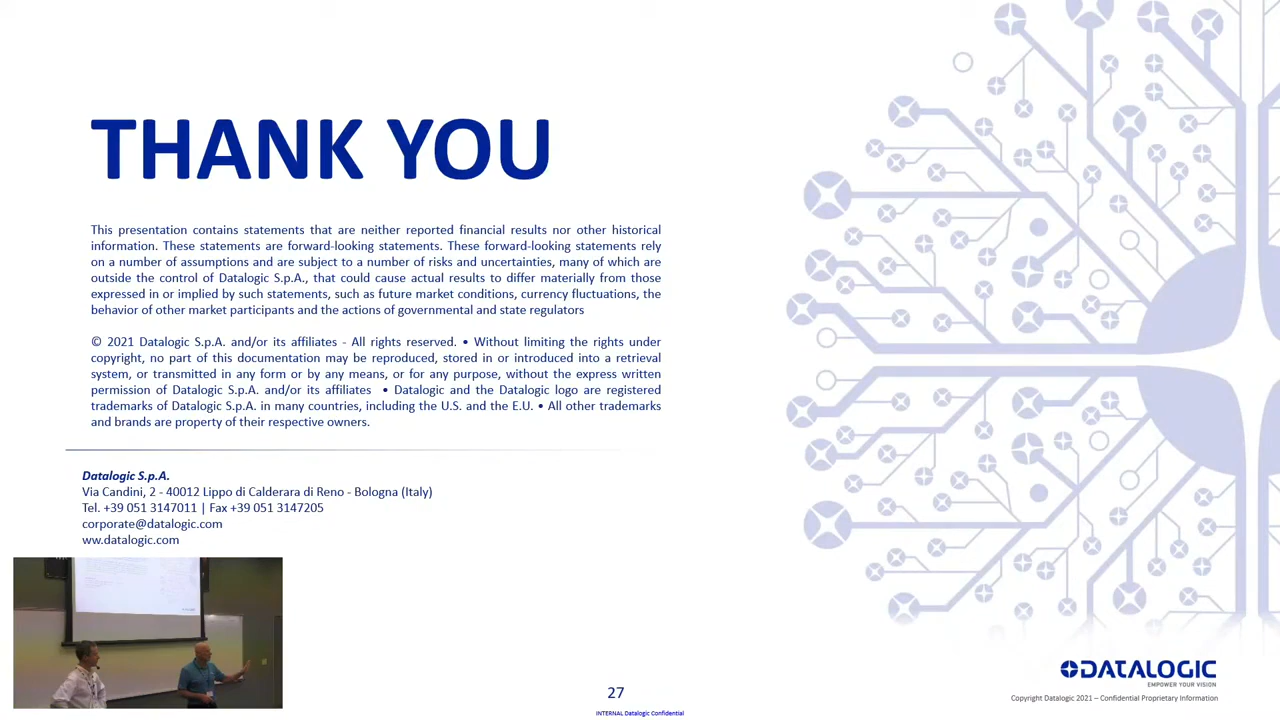 THANK YOU
This presentation contains statements that are neither reported financial results nor other historical
information. These statements are forward-looking statements. These forward-looking statements rely
on a number of assumptions and are subject to a number of risks and uncertainties, many of which are
outside the control of Datalogic S.p.A., that could cause actual results to differ materially from those
expressed in or implied by such statements, such as future market conditions, currency fluctuations, the
behavior of other market participants and the actions of governmental and state regulators
© 2021 Datalogic S.p.A. and/or its affiliates - All rights reserved. • Without limiting the rights under
copyright, no part of this documentation may be reproduced, stored in or introduced into a retrieval
system, or transmitted in any form or by any means, or for any purpose, without the express written
permission of Datalogic S.p.A. and/or its affiliates • Datalogic and the Datalogic logo are registered
trademarks of Datalogic S.p.A. in many countries, including the U.S. and the E.U. • All other trademarks
and brands are property of their respective owners.
Datalogic S.p.A.
Via Candini, 2 - 40012 Lippo di Calderara di Reno - Bologna (Italy)
Tel. +39 051 3147011 | Fax +39 051 3147205
corporate@datalogic.com
ww.datalogic.com
DATALOGIC
EMPOWER YOUR VISION
Copyright Datalogic 2021 – Confidential Proprietary Information
27
INTERNAL Datalogic Confidential